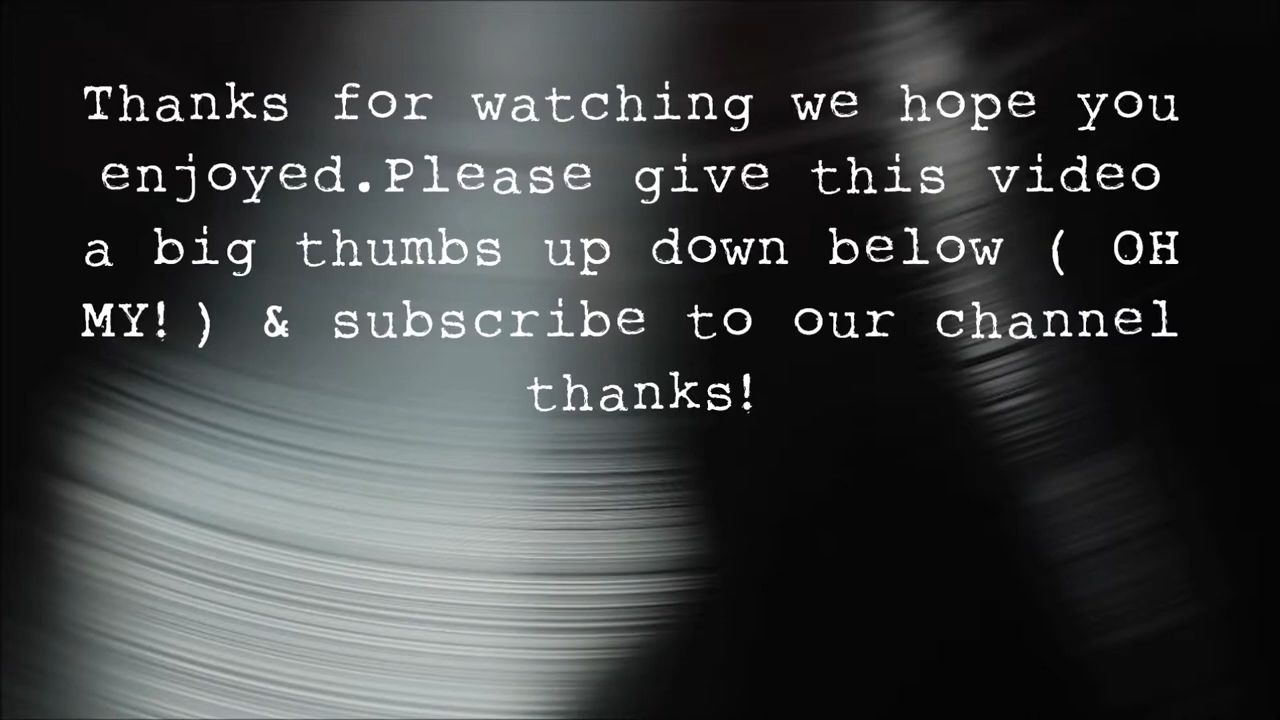 Thanks for watching we hope you
enjoyed.Please give this video
a big thumbs up down below ( OH
MY! ) & subscribe to our channel
thanks!